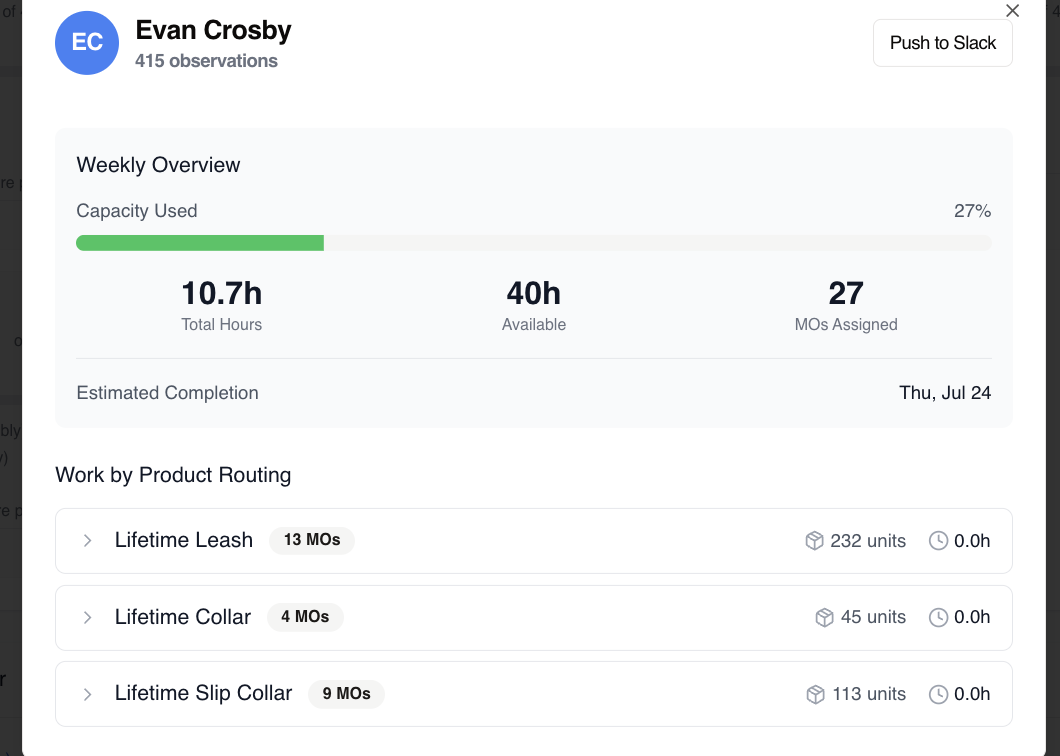 EC
Evan Crosby
415 observations
Push to Slack
Weekly Overview
Capacity Used 27%
10.7h 40h 27
Total Hours Available MOs Assigned
Estimated Completion Thu, Jul 24
Work by Product Routing
Lifetime Leash 13 MOs 232 units 0.0h
Lifetime Collar 4 MOs 45 units 0.0h
Lifetime Slip Collar 9 MOs 113 units 0.0h